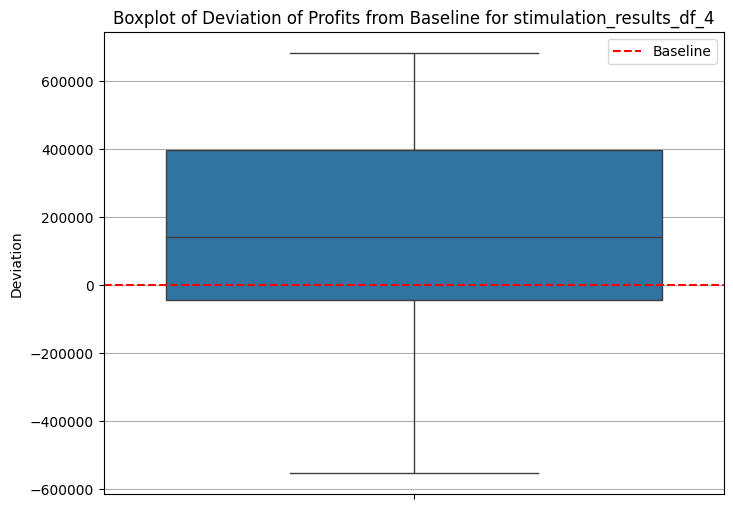 Boxplot of Deviation of Profits from Baseline for stimulation_results_df_4
Baseline
600000
400000
200000
0
−200000
−400000
−600000
Deviation